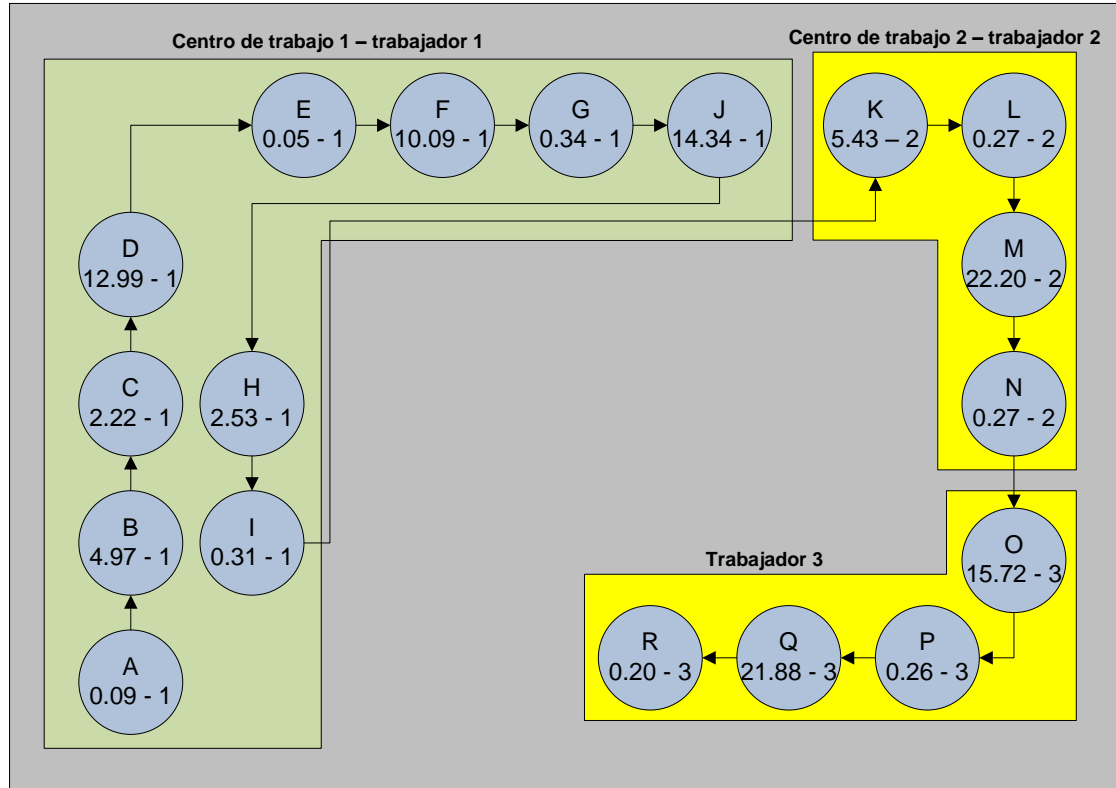 Centro de trabajo 1 – trabajador 1
Centro de trabajo 2 – trabajador 2
E
0.05 - 1
F
10.09 - 1
G
0.34 - 1
J
14.34 - 1
K
5.43 – 2
L
0.27 - 2
D
12.99 - 1
M
22.20 - 2
C
2.22 - 1
H
2.53 - 1
N
0.27 - 2
B
4.97 - 1
I
0.31 - 1
O
15.72 - 3
Trabajador 3
A
0.09 - 1
R
0.20 - 3
Q
21.88 - 3
P
0.26 - 3